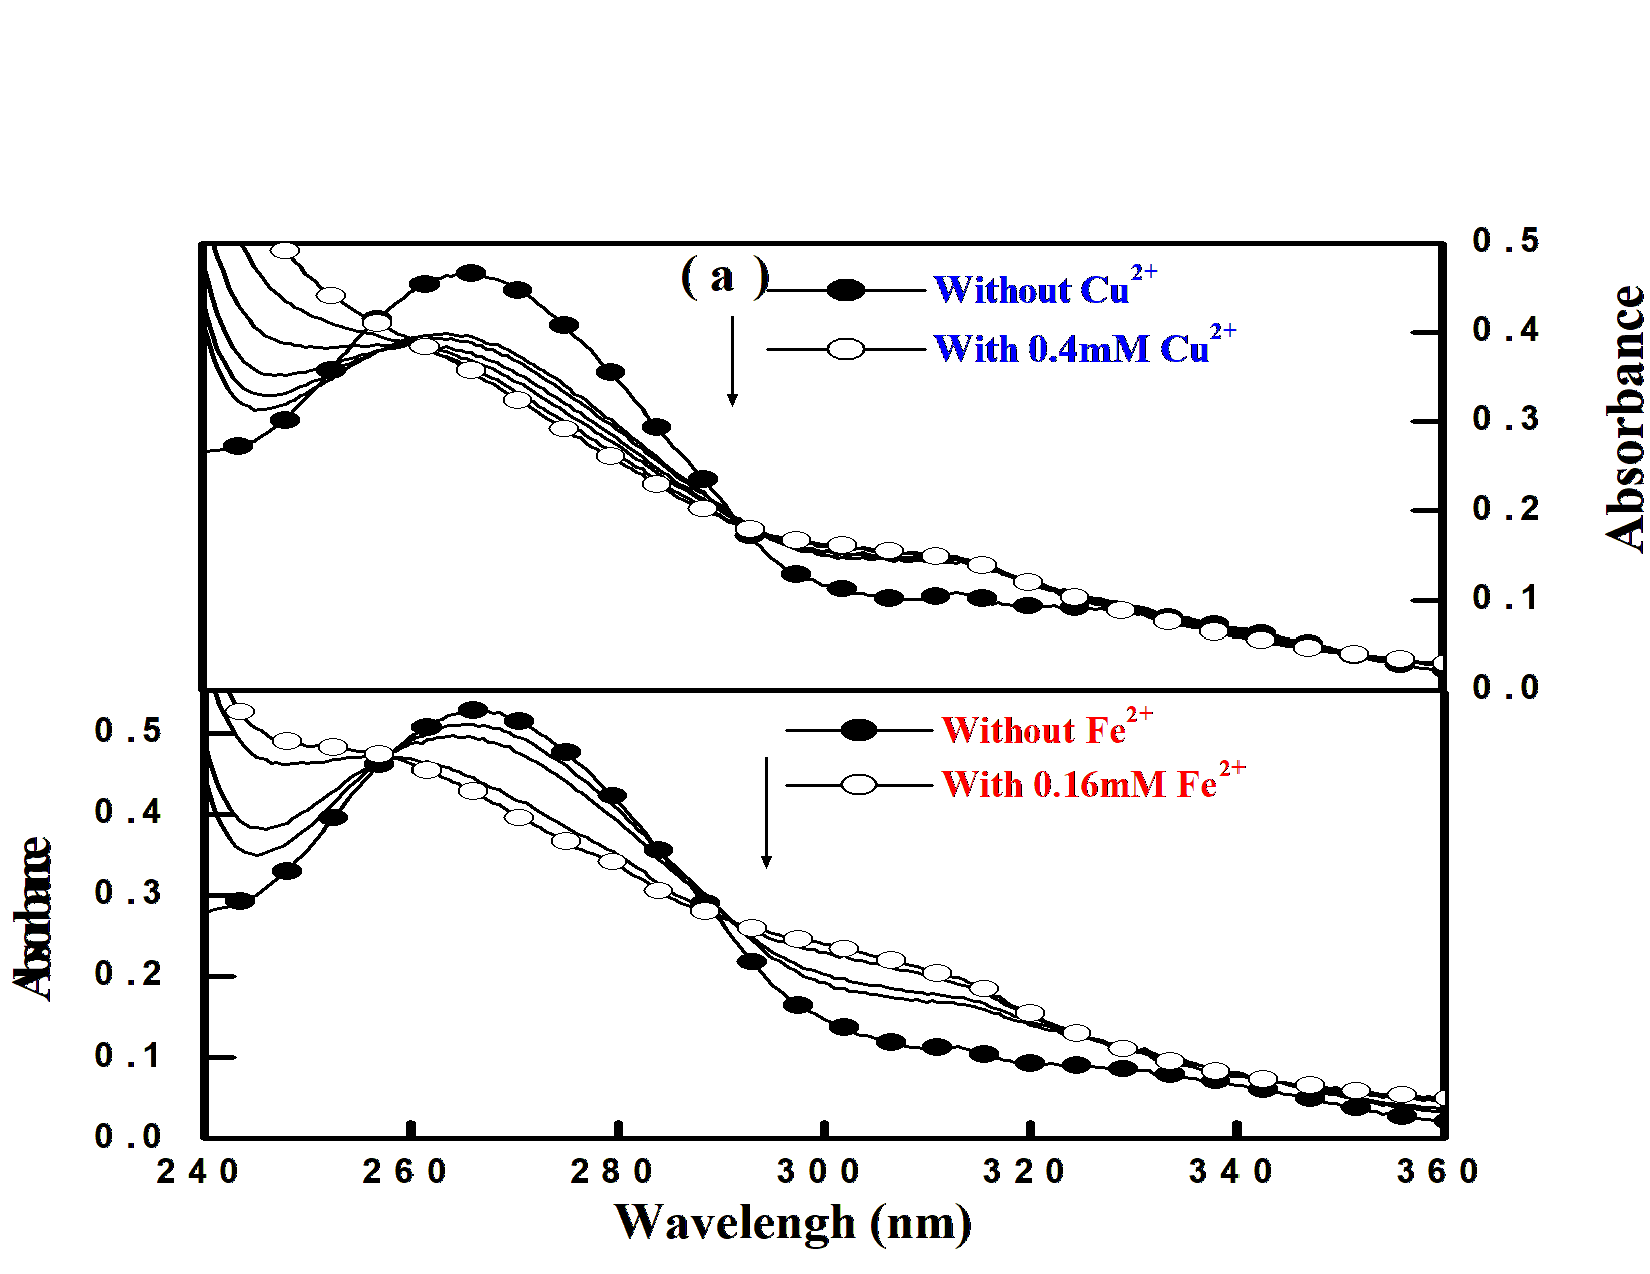 0.5
(a)
Without Cu2+
With 0.4mM Cu2+
0.4
0.3
0.2
0.1
0.0
Absorbance
Without Fe2+
With 0.16mM Fe2+
0.5
0.4
0.3
0.2
0.1
0.0
Absorbance
240 260 280 300 320 340 360
Wavelengh (nm)